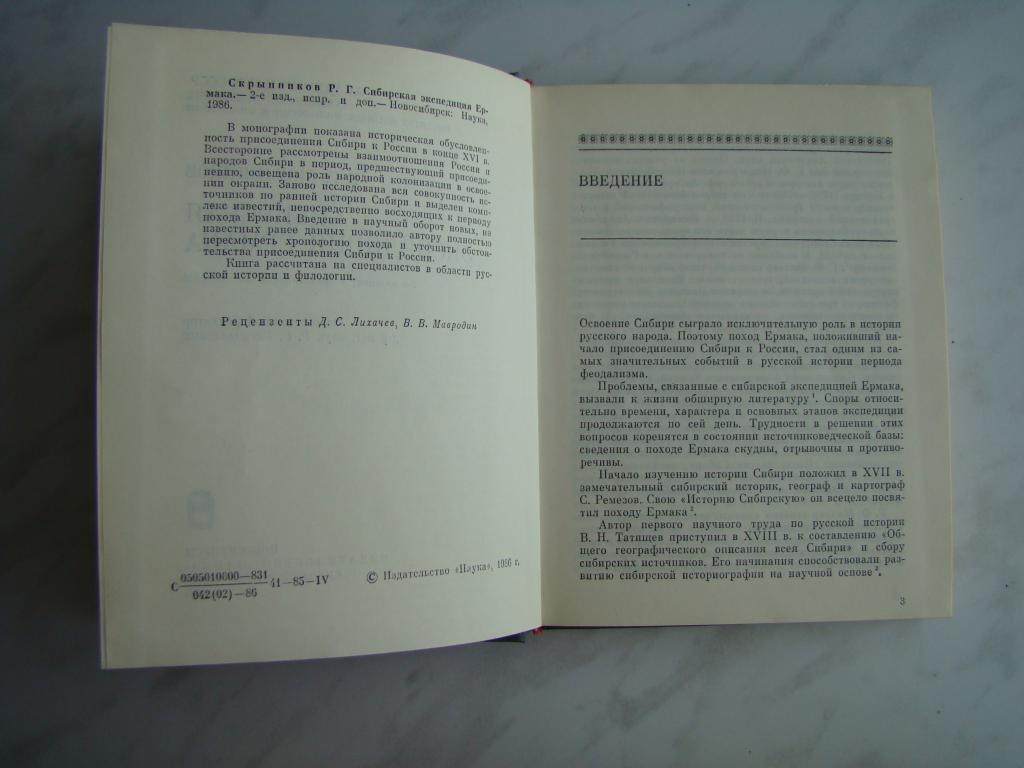 Скрынников Р. Г. Сибирская экспедиция Ер-
мака.— 2-е изд., испр. и доп.— Новосибирск: Наука,
1986.
В монографии показана историческая обусловлен-
ность присоединения Сибири к России в конце XVI в.
Всесторонне рассмотрены взаимоотношения России и
народов Сибири в период, предшествующий присоеди-
нению, освещена роль народной колонизации в освое-
нии окраин. Заново исследована вся совокупность ис-
точников по ранней истории Сибири и выделен комп-
лекс известий, непосредственно восходящих к периоду
похода Ермака. Введение в научный оборот новых, не
известных ранее данных позволило автору полностью
пересмотреть хронологию похода и уточнить обстоя-
тельства присоединения Сибири к России.
Книга рассчитана на специалистов в области рус-
ской истории и филологии.
Рецензенты Д. С. Лихачев, В. В. Мавродин
С 0505010000—831 41—85—IV
042(02)—86
© Издательство «Наука», 1986 г.
ВВЕДЕНИЕ
Освоение Сибири сыграло исключительную роль в истории
русского народа. Поэтому поход Ермака, положивший на-
чало присоединению Сибири к России, стал одним из са-
мых значительных событий в русской истории периода
феодализма.
Проблемы, связанные с сибирской экспедицией Ермака,
вызвали к жизни обширную литературу¹. Споры относи-
тельно времени, характера и основных этапов экспедиции
продолжаются по сей день. Трудности в решении этих
вопросов коренятся в состоянии источниковедческой базы:
сведения о походе Ермака скудны, отрывочны и противо-
речивы.
Начало изучению истории Сибири положил в XVII в.
замечательный сибирский историк, географ и картограф
С. Ремезов. Свою «Историю Сибирскую» он всецело посвя-
тил походу Ермака².
Автор первого научного труда по русской истории
В. Н. Татищев приступил в XVIII в. к составлению «Об-
щего географического описания всея Сибири» и сбору
сибирских источников. Его начинания способствовали раз-
витию сибирской историографии на научной основе³.
3